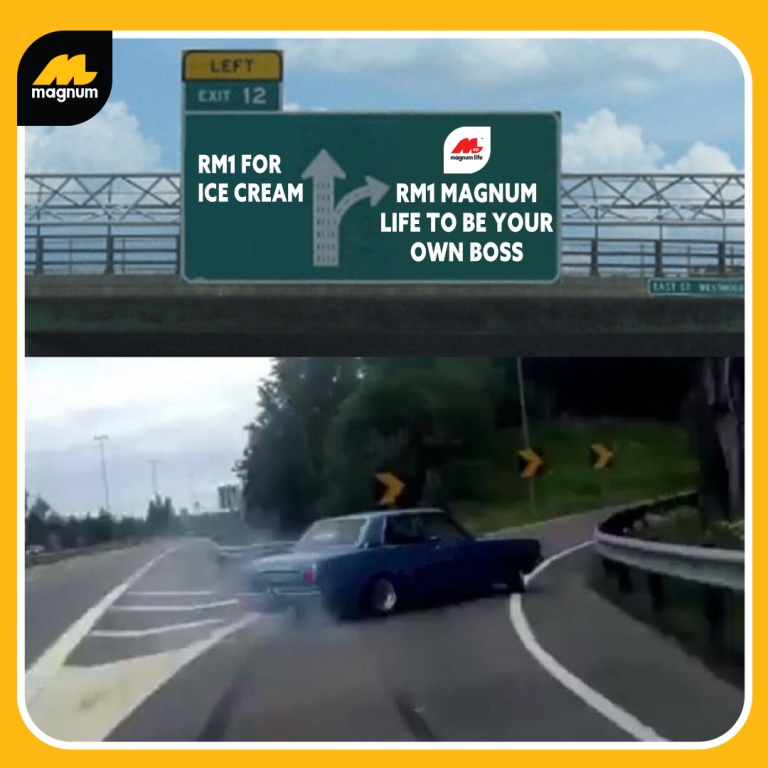 magnum
LEFT
EXIT 12
RM1 FOR
ICE CREAM
magnum life
RM1 MAGNUM
LIFE TO BE YOUR
OWN BOSS
EAST ST WESTWOOD